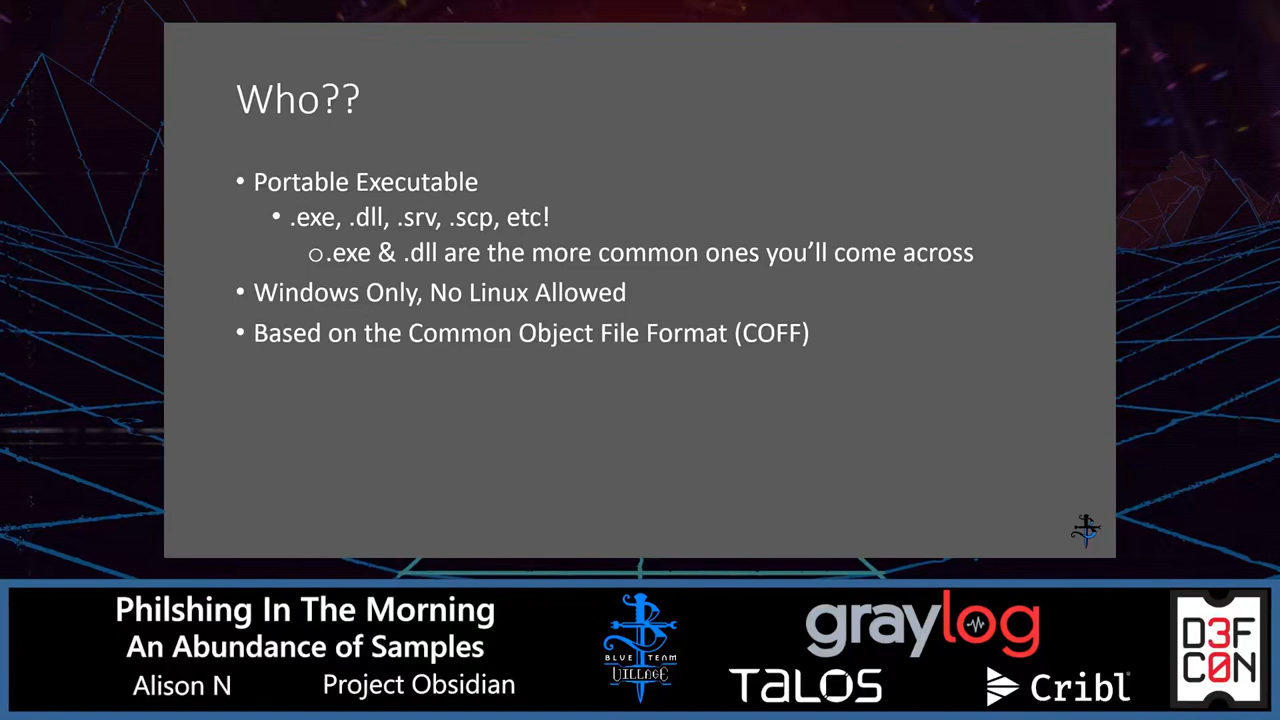 Who??
• Portable Executable
• .exe, .dll, .srv, .scp, etc!
o.exe & .dll are the more common ones you’ll come across
• Windows Only, No Linux Allowed
• Based on the Common Object File Format (COFF)
Philshing In The Morning
An Abundance of Samples
Alison N
Project Obsidian
BLUE TEAM
VILLAGE
graylog
TALOS
Cribl
D3F
C0N